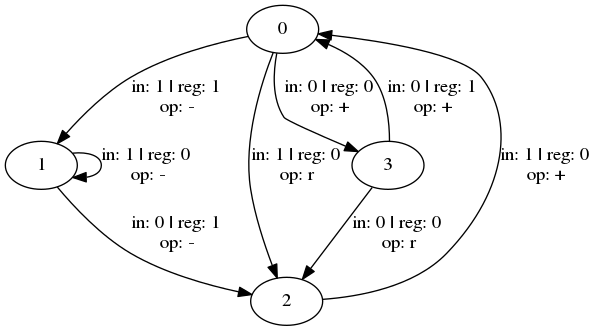 0
in: 1 | reg: 1
op: -
in: 0 | reg: 0
op: +
in: 0 | reg: 1
op: +
1
in: 1 | reg: 0
op: -
in: 1 | reg: 0
op: r
3
in: 1 | reg: 0
op: +
in: 0 | reg: 1
op: -
in: 0 | reg: 0
op: r
2